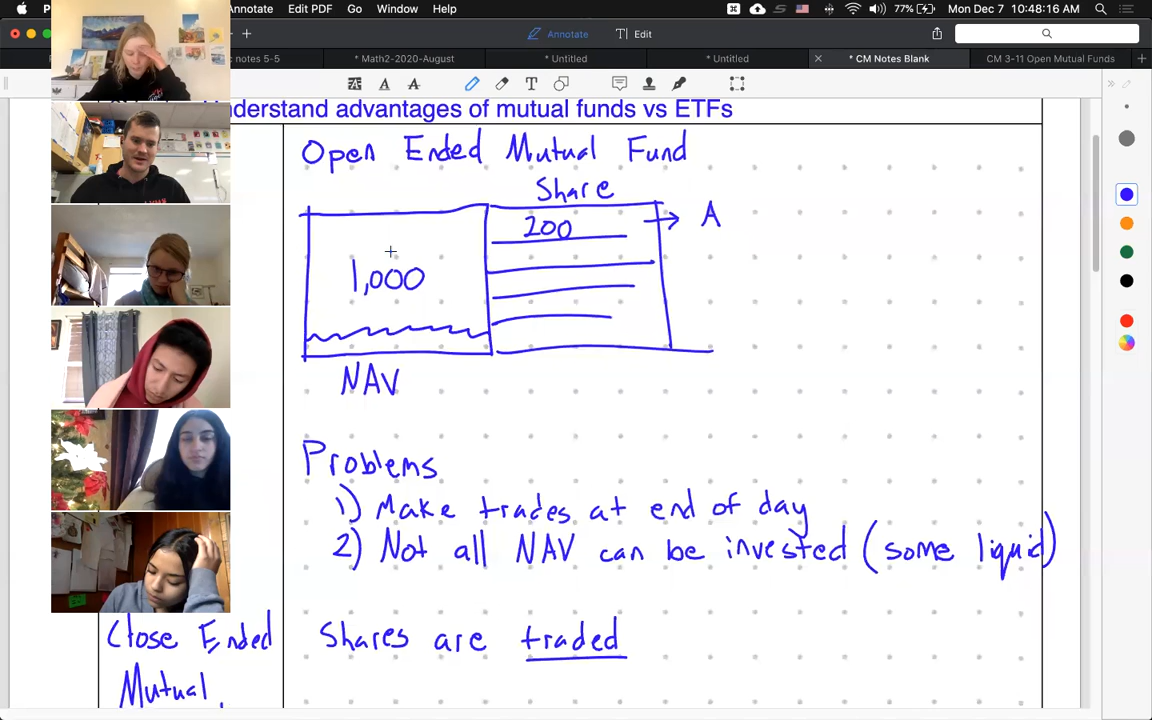 Annotate Edit PDF Go Window Help 77% Mon Dec 7 10:48:16 AM
Annotate Edit
c notes 5-5 * Math2-2020-August * Untitled * Untitled * CM Notes Blank CM 3-11 Open Mutual Funds
nderstand advantages of mutual funds vs ETFs
Open Ended Mutual Fund
Share
200 → A
1,000
NAV
Problems
1) Make trades at end of day
2) Not all NAV can be invested (some liquid)
Close Ended Shares are traded
Mutual